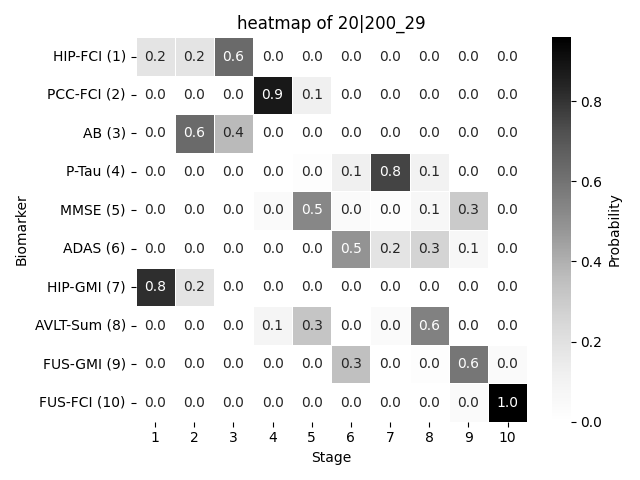 heatmap of 20|200_29
HIP-FCI (1) 0.2 0.2 0.6 0.0 0.0 0.0 0.0 0.0 0.0 0.0
PCC-FCI (2) 0.0 0.0 0.0 0.9 0.1 0.0 0.0 0.0 0.0 0.0
AB (3) 0.0 0.6 0.4 0.0 0.0 0.0 0.0 0.0 0.0 0.0
P-Tau (4) 0.0 0.0 0.0 0.0 0.0 0.1 0.8 0.1 0.0 0.0
MMSE (5) 0.0 0.0 0.0 0.0 0.5 0.0 0.0 0.1 0.3 0.0
ADAS (6) 0.0 0.0 0.0 0.0 0.0 0.5 0.2 0.3 0.1 0.0
HIP-GMI (7) 0.8 0.2 0.0 0.0 0.0 0.0 0.0 0.0 0.0 0.0
AVLT-Sum (8) 0.0 0.0 0.0 0.1 0.3 0.0 0.0 0.6 0.0 0.0
FUS-GMI (9) 0.0 0.0 0.0 0.0 0.0 0.3 0.0 0.0 0.6 0.0
FUS-FCI (10) 0.0 0.0 0.0 0.0 0.0 0.0 0.0 0.0 0.0 1.0
1 2 3 4 5 6 7 8 9 10
Stage
Biomarker
0.8
0.6
0.4
0.2
0.0
Probability